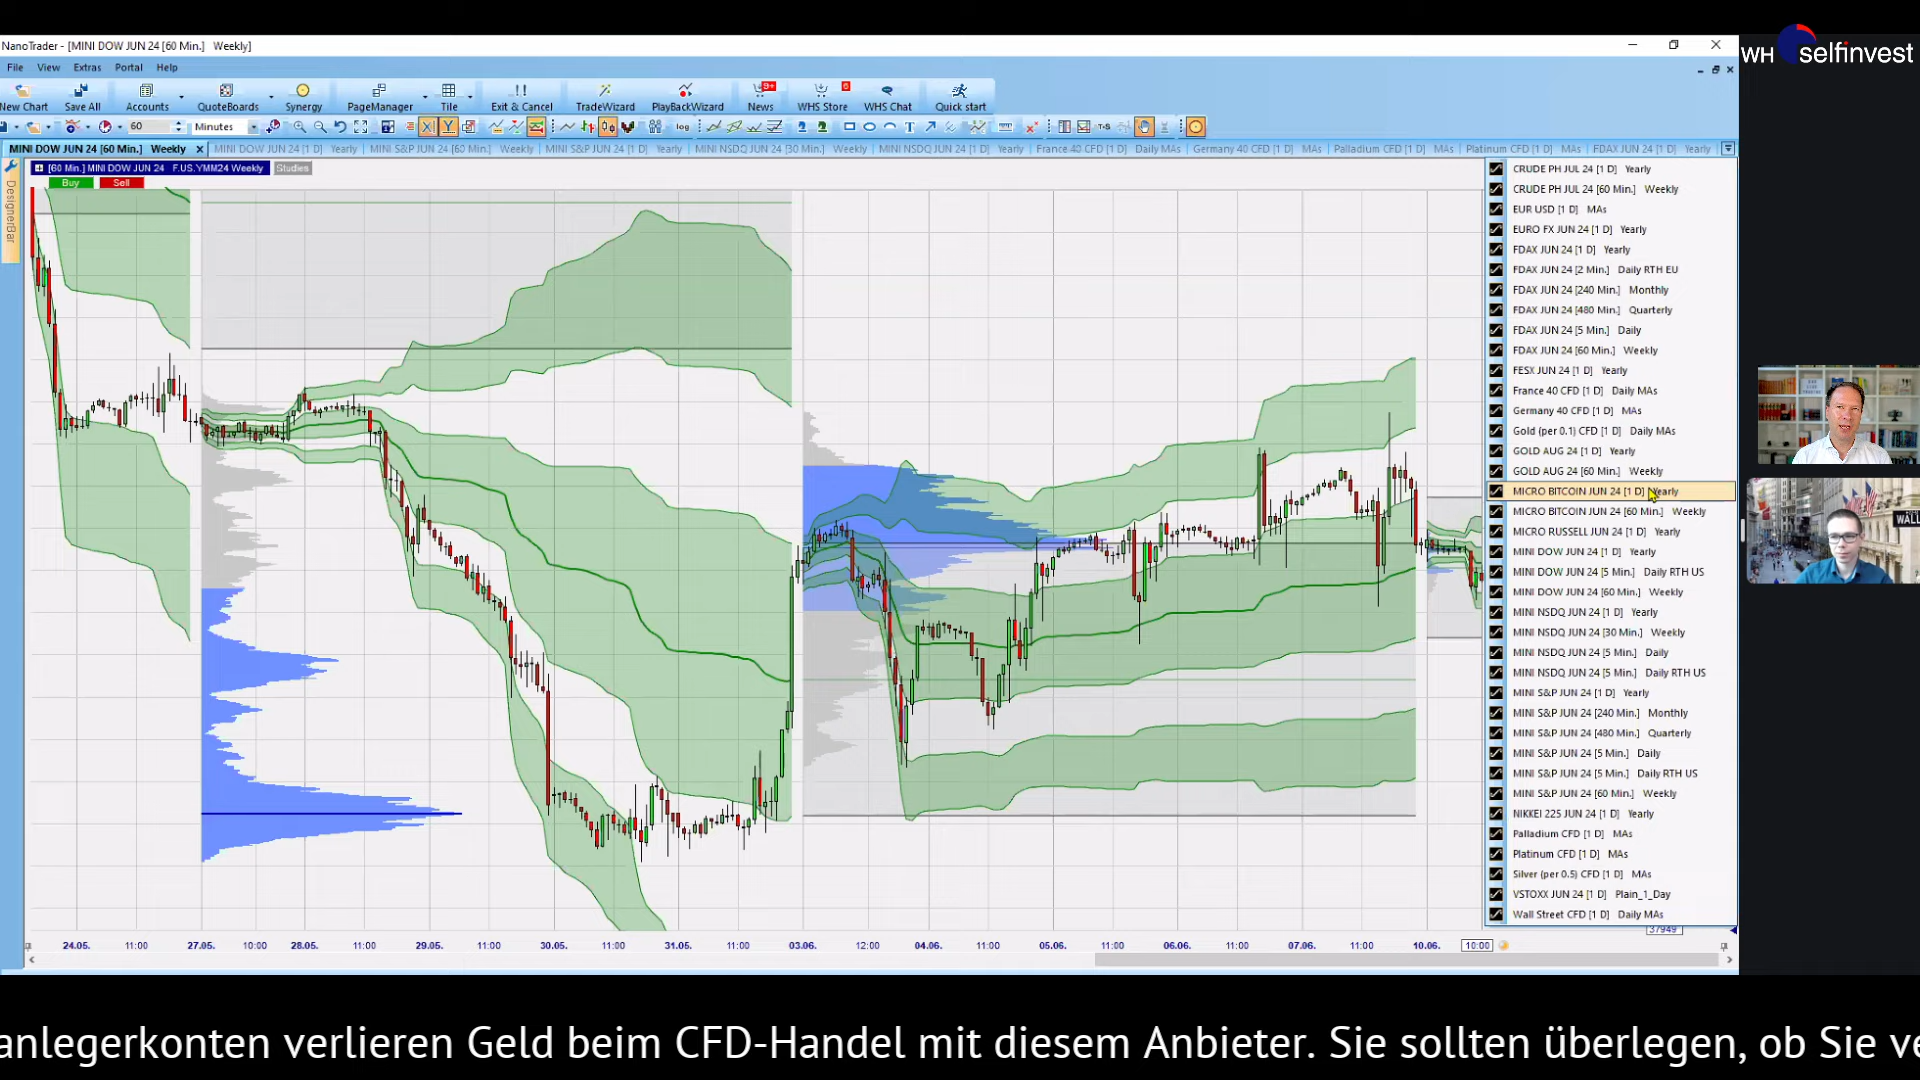 NanoTrader - [MINI DOW JUN 24 [60 Min.] Weekly]
WH selfinvest
File View Extras Portal Help
New Chart Save All Accounts QuoteBoards Synergy PageManager Tile Exit & Cancel TradeWizard PlayBackWizard News 9+ WHS Store 6 WHS Chat Quick start
60 Minutes log T+S
MINI DOW JUN 24 [60 Min.] Weekly MINI DOW JUN 24 [1 D] Yearly MINI S&P JUN 24 [60 Min.] Weekly MINI S&P JUN 24 [1 D] Yearly MINI NSDQ JUN 24 [30 Min.] Weekly MINI NSDQ JUN 24 [1 D] Yearly France 40 CFD [1 D] Daily MAs Germany 40 CFD [1 D] MAs Palladium CFD [1 D] MAs Platinum CFD [1 D] MAs FDAX JUN 24 [1 D] Yearly
DesignerBar
[60 Min.] MINI DOW JUN 24 F.US.YMM24 Weekly Studies
Buy Sell
CRUDE PH JUL 24 [1 D] Yearly
CRUDE PH JUL 24 [60 Min.] Weekly
EUR USD [1 D] MAs
EURO FX JUN 24 [1 D] Yearly
FDAX JUN 24 [1 D] Yearly
FDAX JUN 24 [2 Min.] Daily RTH EU
FDAX JUN 24 [240 Min.] Monthly
FDAX JUN 24 [480 Min.] Quarterly
FDAX JUN 24 [5 Min.] Daily
FDAX JUN 24 [60 Min.] Weekly
FESX JUN 24 [1 D] Yearly
France 40 CFD [1 D] Daily MAs
Germany 40 CFD [1 D] MAs
Gold (per 0.1) CFD [1 D] Daily MAs
GOLD AUG 24 [1 D] Yearly
GOLD AUG 24 [60 Min.] Weekly
MICRO BITCOIN JUN 24 [1 D] Yearly
MICRO BITCOIN JUN 24 [60 Min.] Weekly
MICRO RUSSELL JUN 24 [1 D] Yearly
MINI DOW JUN 24 [1 D] Yearly
MINI DOW JUN 24 [5 Min.] Daily RTH US
MINI DOW JUN 24 [60 Min.] Weekly
MINI NSDQ JUN 24 [1 D] Yearly
MINI NSDQ JUN 24 [30 Min.] Weekly
MINI NSDQ JUN 24 [5 Min.] Daily
MINI NSDQ JUN 24 [5 Min.] Daily RTH US
MINI S&P JUN 24 [1 D] Yearly
MINI S&P JUN 24 [240 Min.] Monthly
MINI S&P JUN 24 [480 Min.] Quarterly
MINI S&P JUN 24 [5 Min.] Daily
MINI S&P JUN 24 [5 Min.] Daily RTH US
MINI S&P JUN 24 [60 Min.] Weekly
NIKKEI 225 JUN 24 [1 D] Yearly
Palladium CFD [1 D] MAs
Platinum CFD [1 D] MAs
Silver (per 0.5) CFD [1 D] MAs
VSTOXX JUN 24 [1 D] Plain_1_Day
Wall Street CFD [1 D] Daily MAs
37949
24.05. 11:00 27.05. 10:00 28.05. 11:00 29.05. 11:00 30.05. 11:00 31.05. 11:00 03.06. 12:00 04.06. 11:00 05.06. 11:00 06.06. 11:00 07.06. 11:00 10.06. 10:00
WALL
anlegerkonten verlieren Geld beim CFD-Handel mit diesem Anbieter. Sie sollten überlegen, ob Sie ve